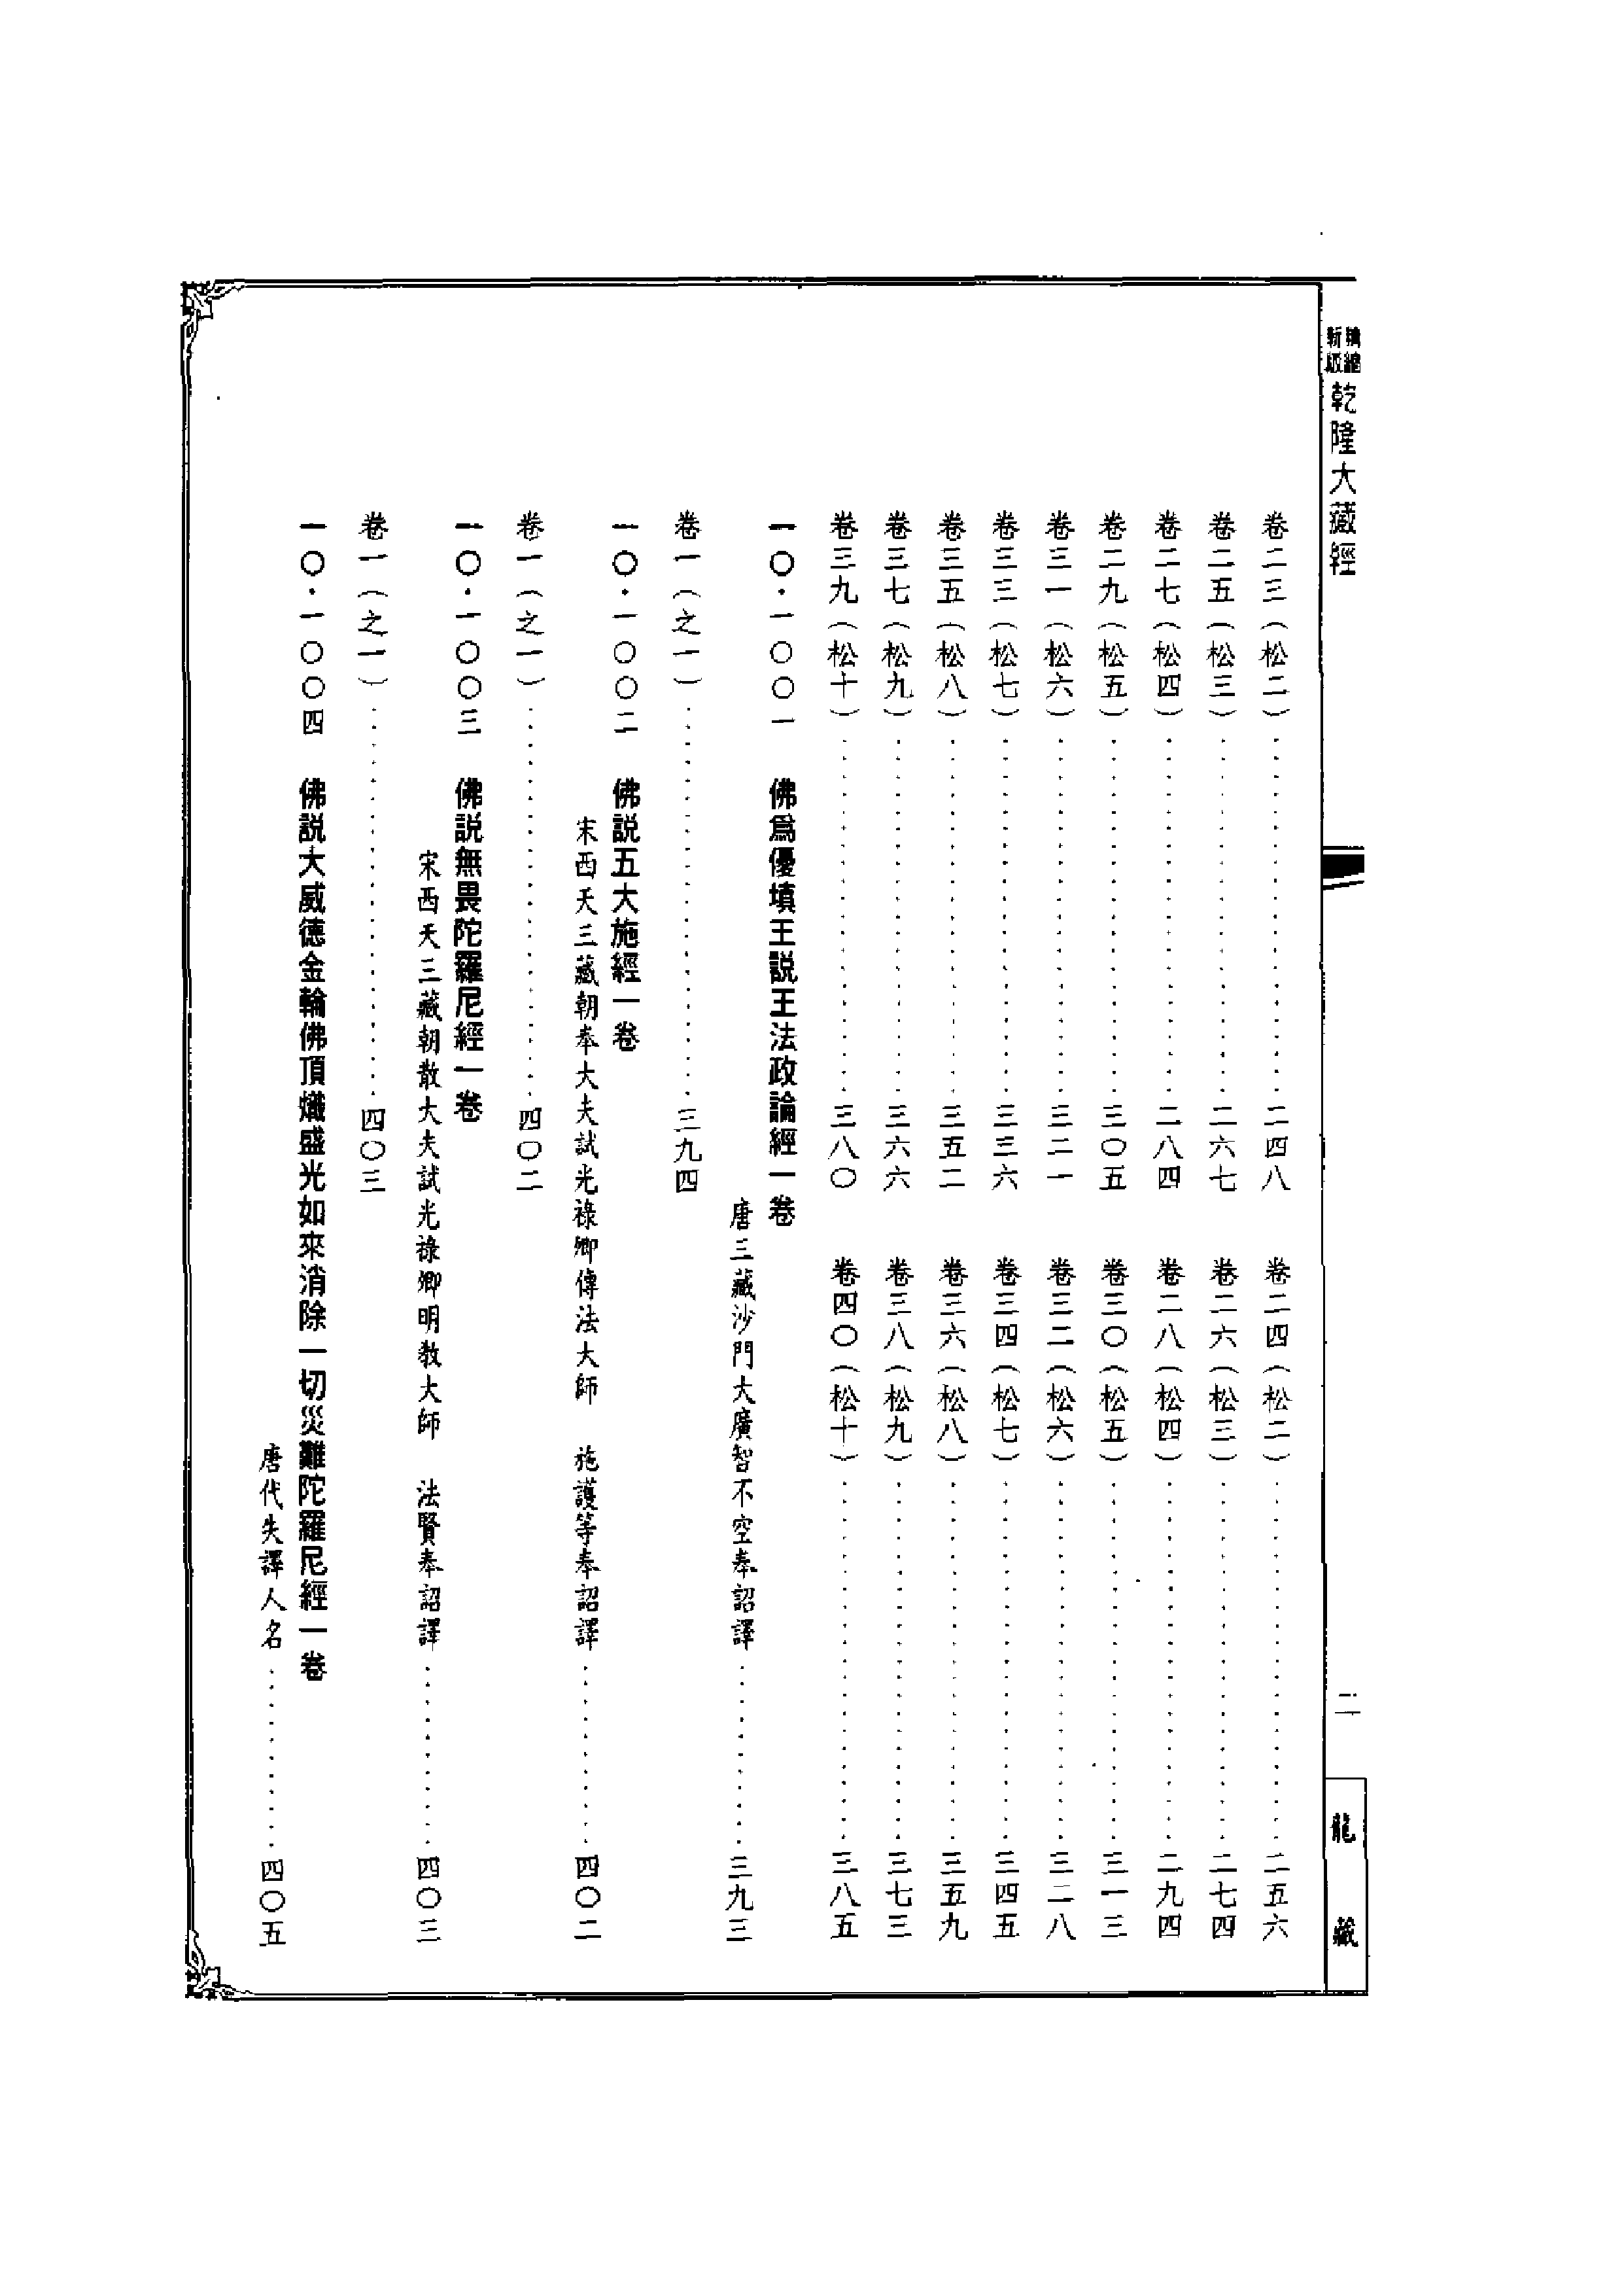 新版
精縮
乾隆大藏經
二
龍藏
卷二三（松二）‥‥‥‥二四八　卷二四（松二）‥‥‥‥二五六
卷二五（松三）‥‥‥‥二六七　卷二六（松三）‥‥‥‥二七四
卷二七（松四）‥‥‥‥二八四　卷二八（松四）‥‥‥‥二九四
卷二九（松五）‥‥‥‥三〇五　卷三〇（松五）‥‥‥‥三一三
卷三一（松六）‥‥‥‥三二一　卷三二（松六）‥‥‥‥三二八
卷三三（松七）‥‥‥‥三三六　卷三四（松七）‥‥‥‥三四五
卷三五（松八）‥‥‥‥三五二　卷三六（松八）‥‥‥‥三五九
卷三七（松九）‥‥‥‥三六六　卷三八（松九）‥‥‥‥三七三
卷三九（松十）‥‥‥‥三八〇　卷四〇（松十）‥‥‥‥三八五
一〇·一〇〇一　佛爲優塡王説王法政論經一卷
唐三藏沙門大廣智不空奉詔譯‥‥‥‥三九三
卷一（之一）‥‥‥‥三九四
一〇·一〇〇二　佛説五大施經一卷
宋西天三藏朝奉大夫試光祿卿傳法大師　施護等奉詔譯‥‥‥‥四〇二
卷一（之一）‥‥‥‥四〇二
一〇·一〇〇三　佛説無畏陀羅尼經一卷
宋西天三藏朝散大夫試光祿卿明教大師　法賢奉詔譯‥‥‥‥四〇三
卷一（之一）‥‥‥‥四〇三
一〇·一〇〇四　佛説大威德金輪佛頂熾盛光如來消除一切災難陀羅尼經一卷
唐代失譯人名‥‥‥‥四〇五